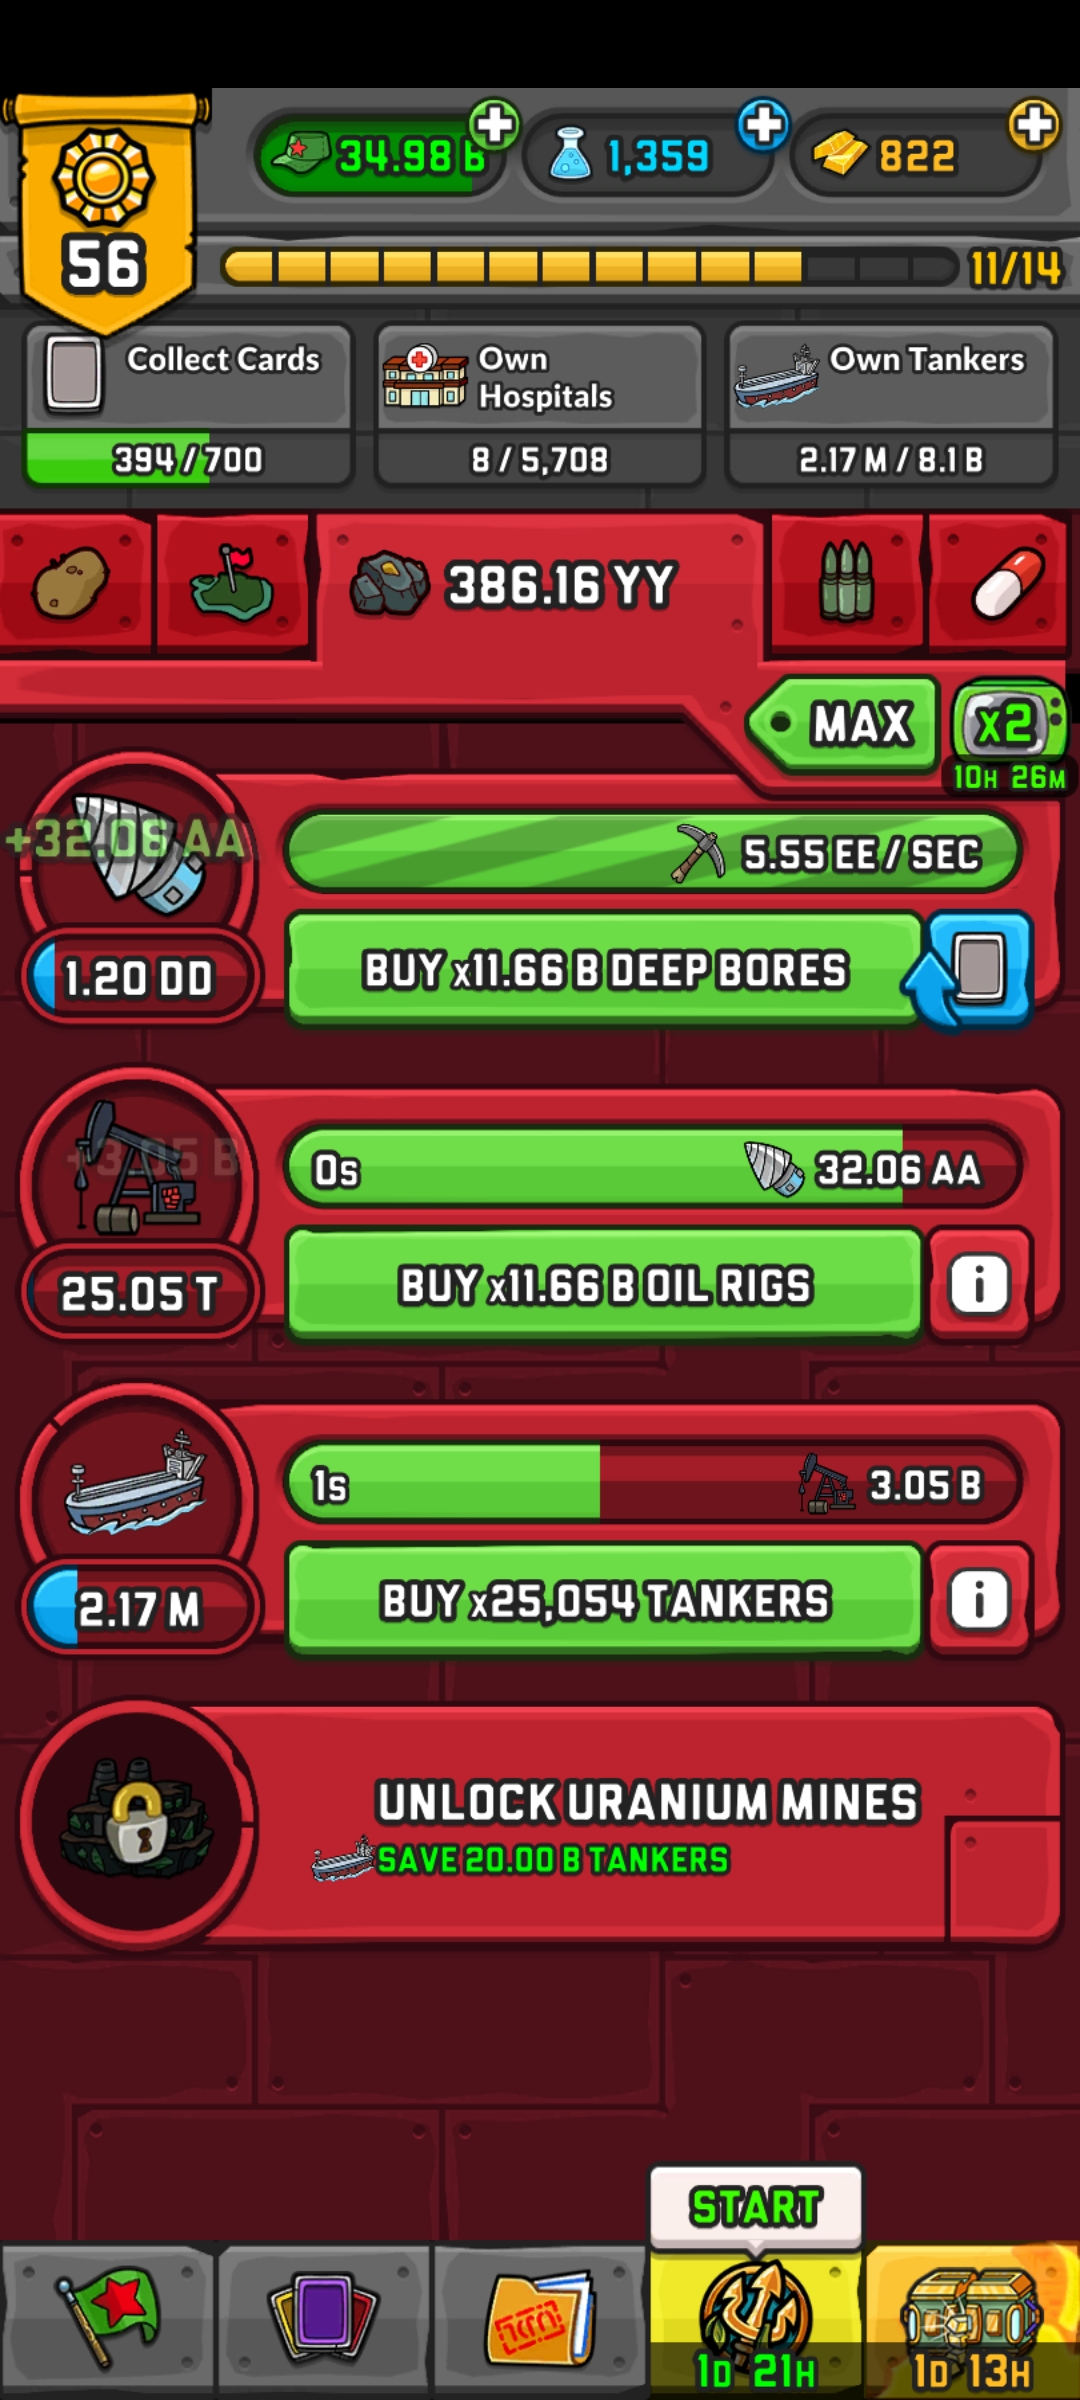 56
34.98 B
1,359
822
11/14
Collect Cards
394/700
Own
Hospitals
8/5,708
Own Tankers
2.17 M/8.1 B
386.16 YY
MAX
x2
10H 26M
+32.06 AA
5.55 EE/SEC
1.20 DD
BUY x11.66 B DEEP BORES
+3.05 B
0s
32.06 AA
25.05 T
BUY x11.66 B OIL RIGS
i
1s
3.05 B
2.17 M
BUY x25,054 TANKERS
i
UNLOCK URANIUM MINES
SAVE 20.00 B TANKERS
START
1D 21H
1D 13H